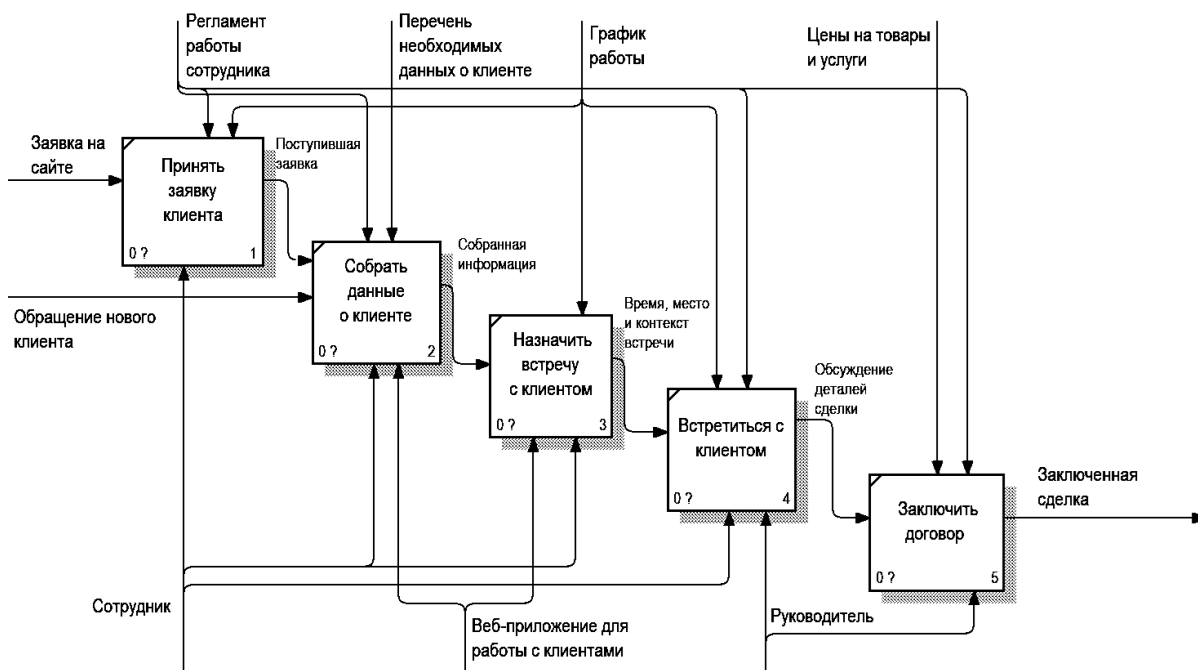 Регламент
работы
сотрудника
Перечень
необходимых
данных о клиенте
График
работы
Цены на товары
и услуги
Заявка на
сайте
Принять
заявку
клиента
0 ?
1
Поступившая
заявка
Обращение нового
клиента
Собрать
данные
о клиенте
0 ?
2
Собранная
информация
Назначить
встречу
с клиентом
0 ?
3
Время, место
и контекст
встречи
Встретиться с
клиентом
0 ?
4
Обсуждение
деталей
сделки
Заключить
договор
0 ?
5
Заключенная
сделка
Сотрудник
Веб-приложение для
работы с клиентами
Руководитель